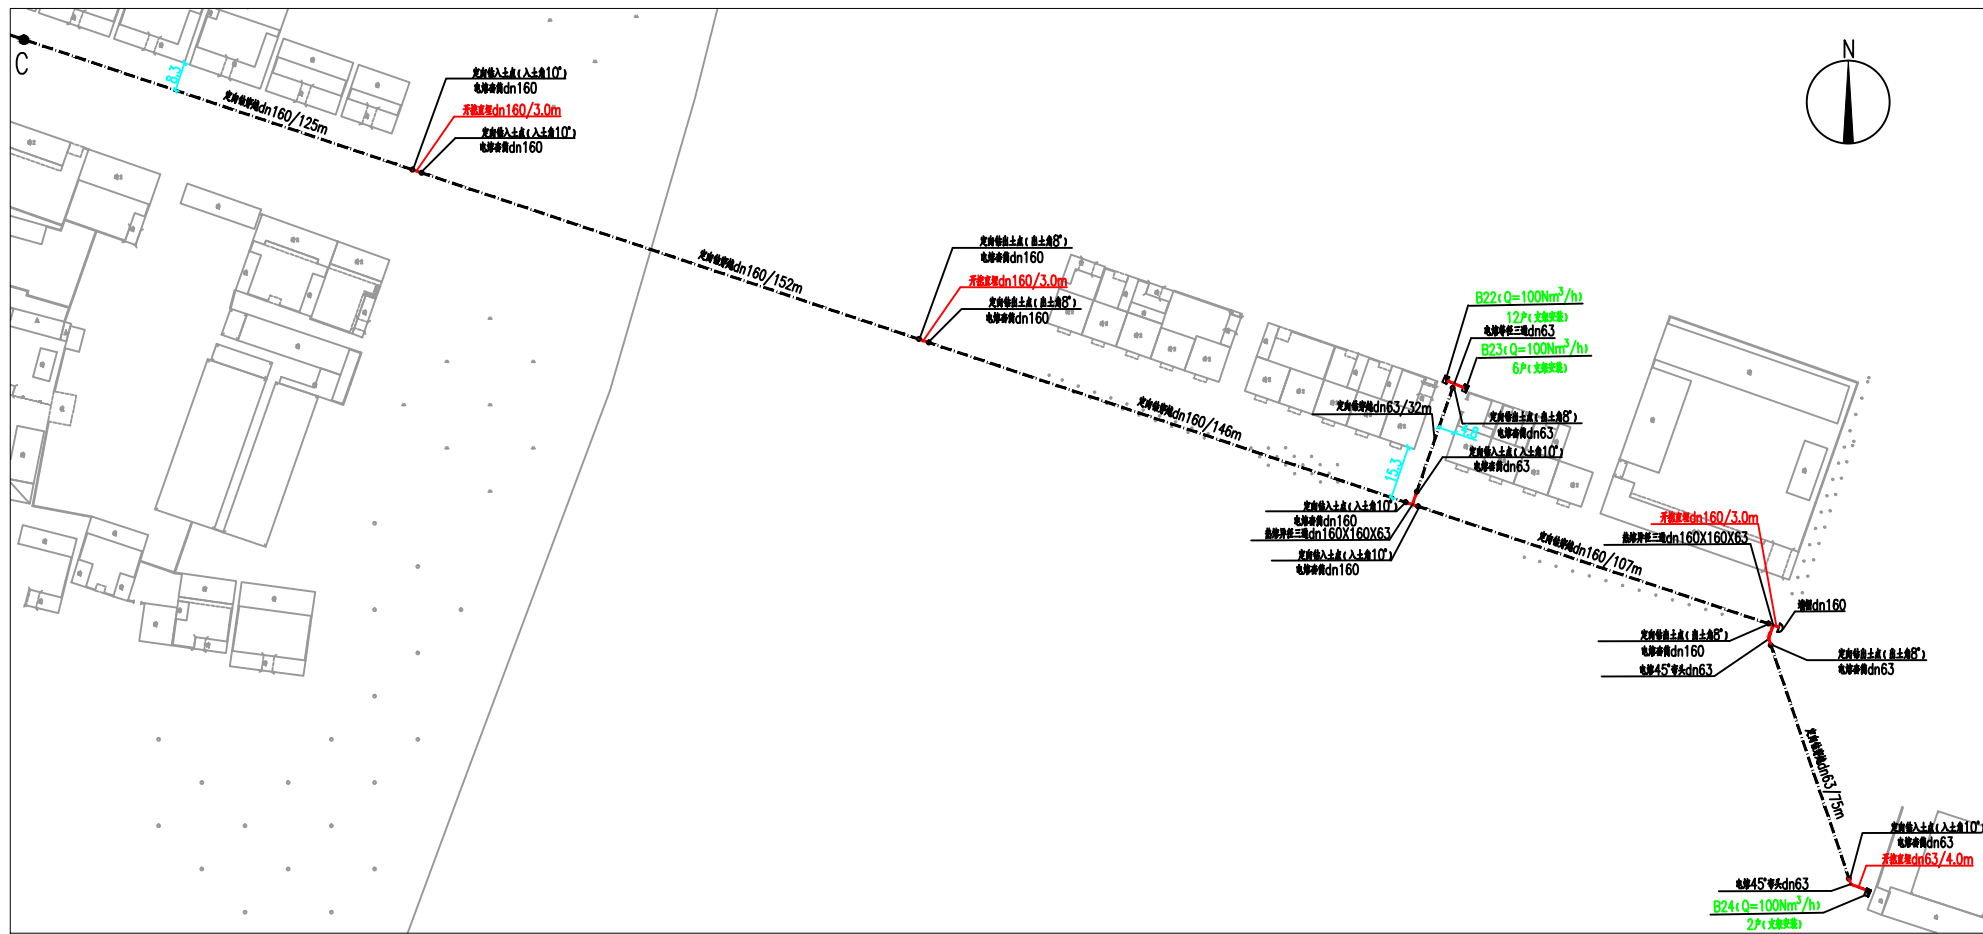 C
N
8.3
定向钻穿越dn160/125m
定向钻入土点(入土角10°)
电熔套筒dn160
开挖直埋dn160/3.0m
定向钻入土点(入土角10°)
电熔套筒dn160
定向钻穿越dn160/152m
定向钻出土点(出土角8°)
电熔套筒dn160
开挖直埋dn160/3.0m
定向钻出土点(出土角8°)
电熔套筒dn160
定向钻穿越dn160/146m
B22(Q=100Nm³/h)
12户(支架安装)
电熔等径三通dn63
B23(Q=100Nm³/h)
6户(支架安装)
定向钻穿越dn63/32m
定向钻出土点(出土角8°)
电熔套筒dn63
4.8
定向钻入土点(入土角10°)
电熔套筒dn63
15.3
定向钻入土点(入土角10°)
电熔套筒dn160
热熔异径三通dn160X160X63
定向钻入土点(入土角10°)
电熔套筒dn160
定向钻穿越dn160/107m
开挖直埋dn160/3.0m
热熔异径三通dn160X160X63
端帽dn160
定向钻出土点(出土角8°)
电熔套筒dn160
电熔45°弯头dn63
定向钻出土点(出土角8°)
电熔套筒dn63
定向钻穿越dn63/75m
定向钻入土点(入土角10°)
电熔套筒dn63
开挖直埋dn63/4.0m
电熔45°弯头dn63
B24(Q=100Nm³/h)
2户(支架安装)